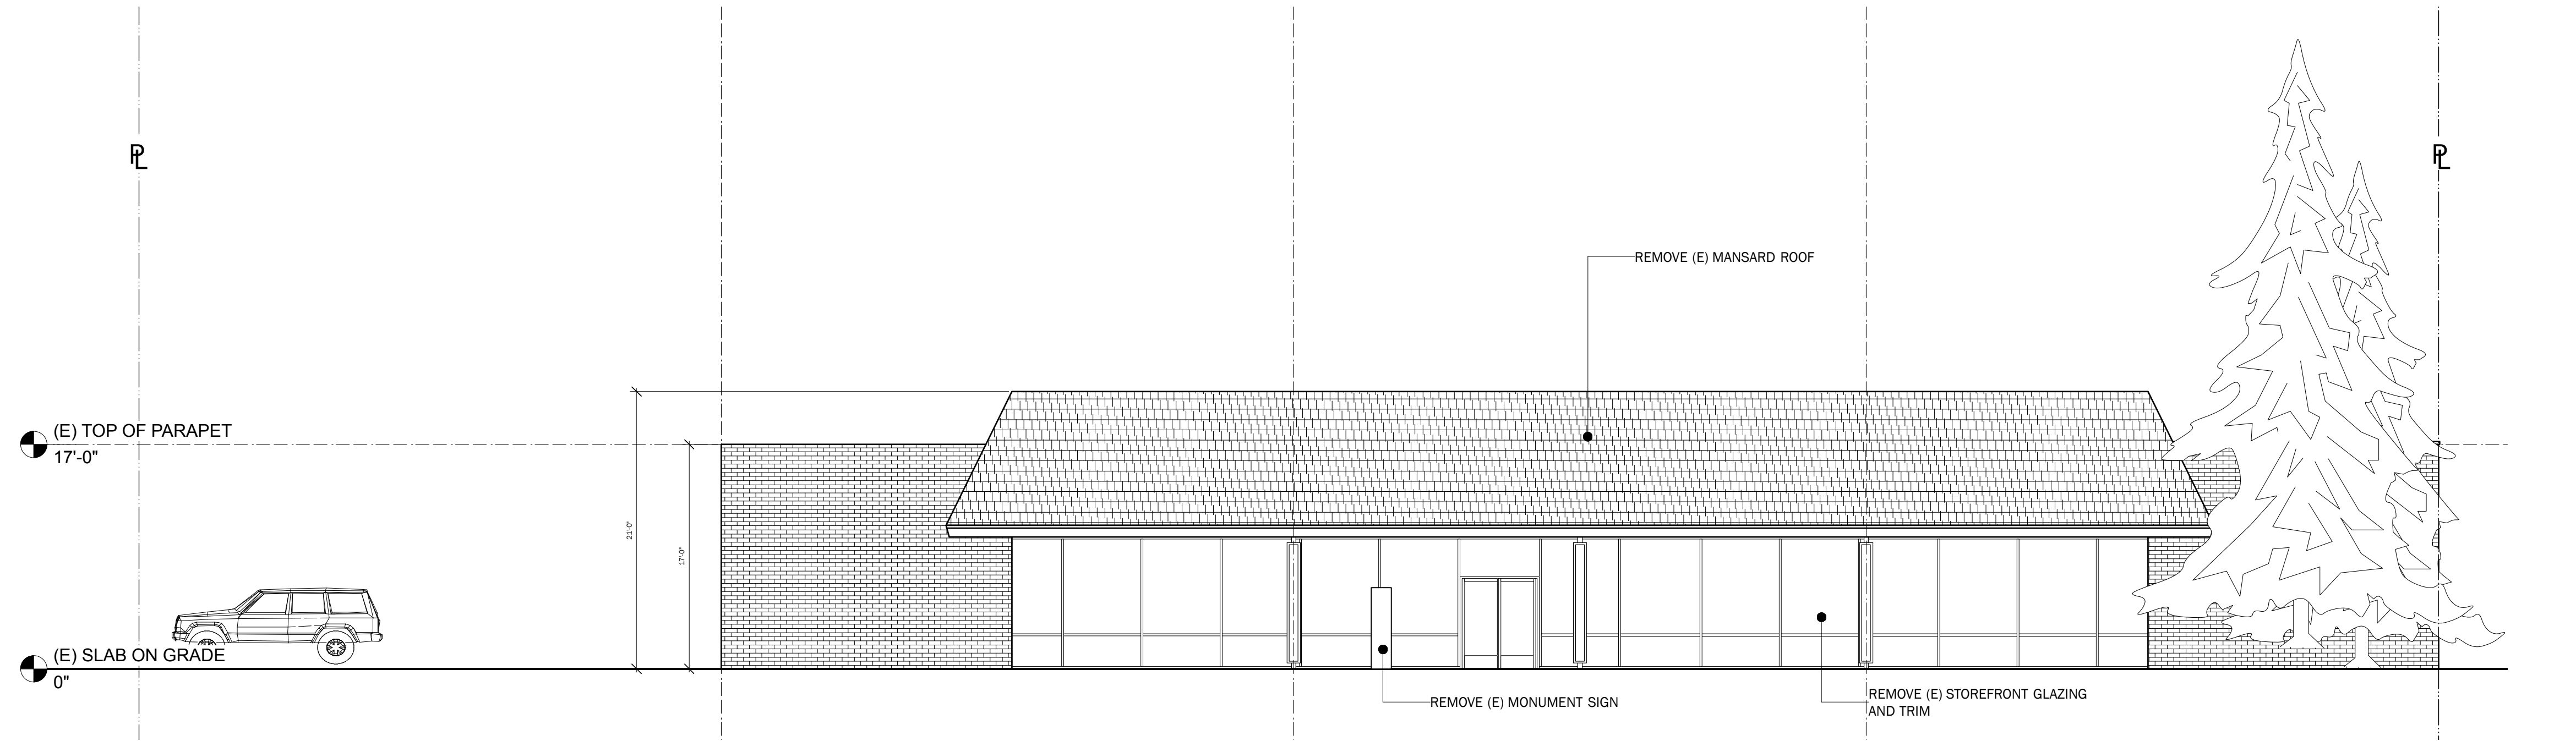 PL
PL
REMOVE (E) MANSARD ROOF
(E) TOP OF PARAPET
17'-0"
21'-0"
17'-0"
(E) SLAB ON GRADE
0"
REMOVE (E) MONUMENT SIGN
REMOVE (E) STOREFRONT GLAZING
AND TRIM